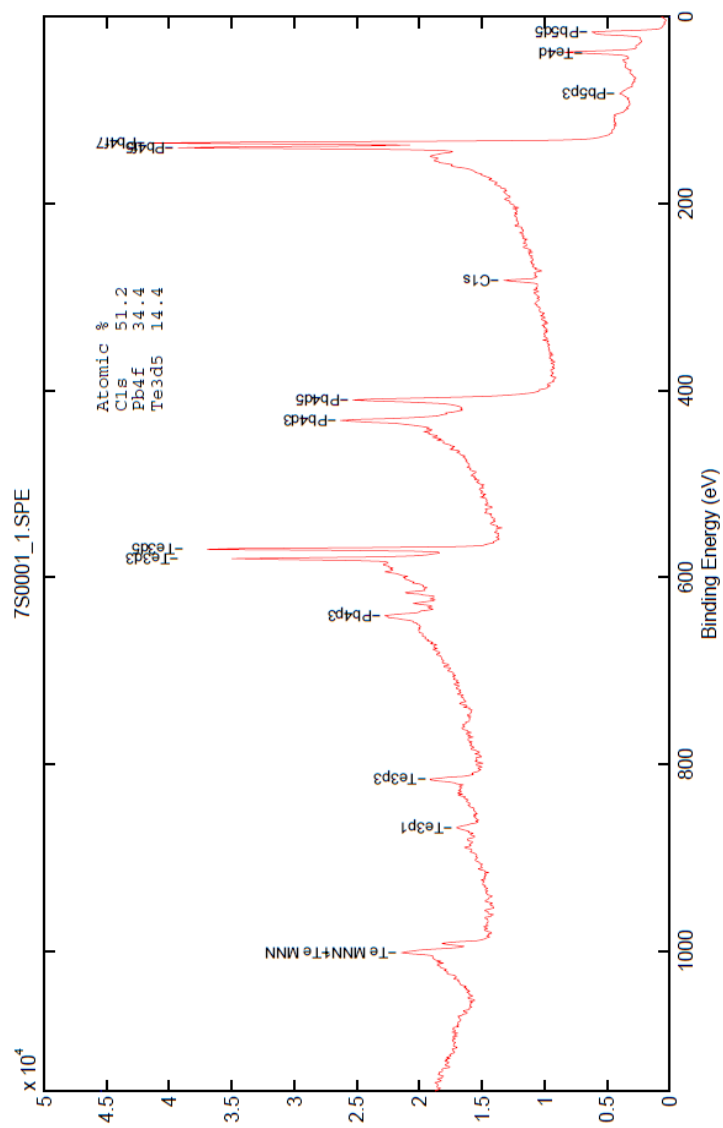 7S0001_1.SPE
x 10⁴
5
4.5
4
3.5
3
2.5
2
1.5
1
0.5
0
Atomic %
C1s 51.2
Pb4f 34.4
Te3d5 14.4
-Te MNN+Te MNN
-Te3p1
-Te3p3
-Pb4p3
-Te3d3
-Te3d5
-Pb4d3
-Pb4d5
-C1s
-Pb4f5
-Pb4f7
-Pb5p3
-Te4d
-Pb5d5
1000
800
600
400
200
0
Binding Energy (eV)